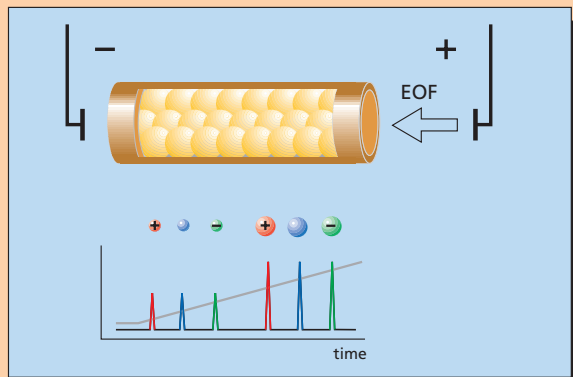 − +
EOF
+ − + −
time